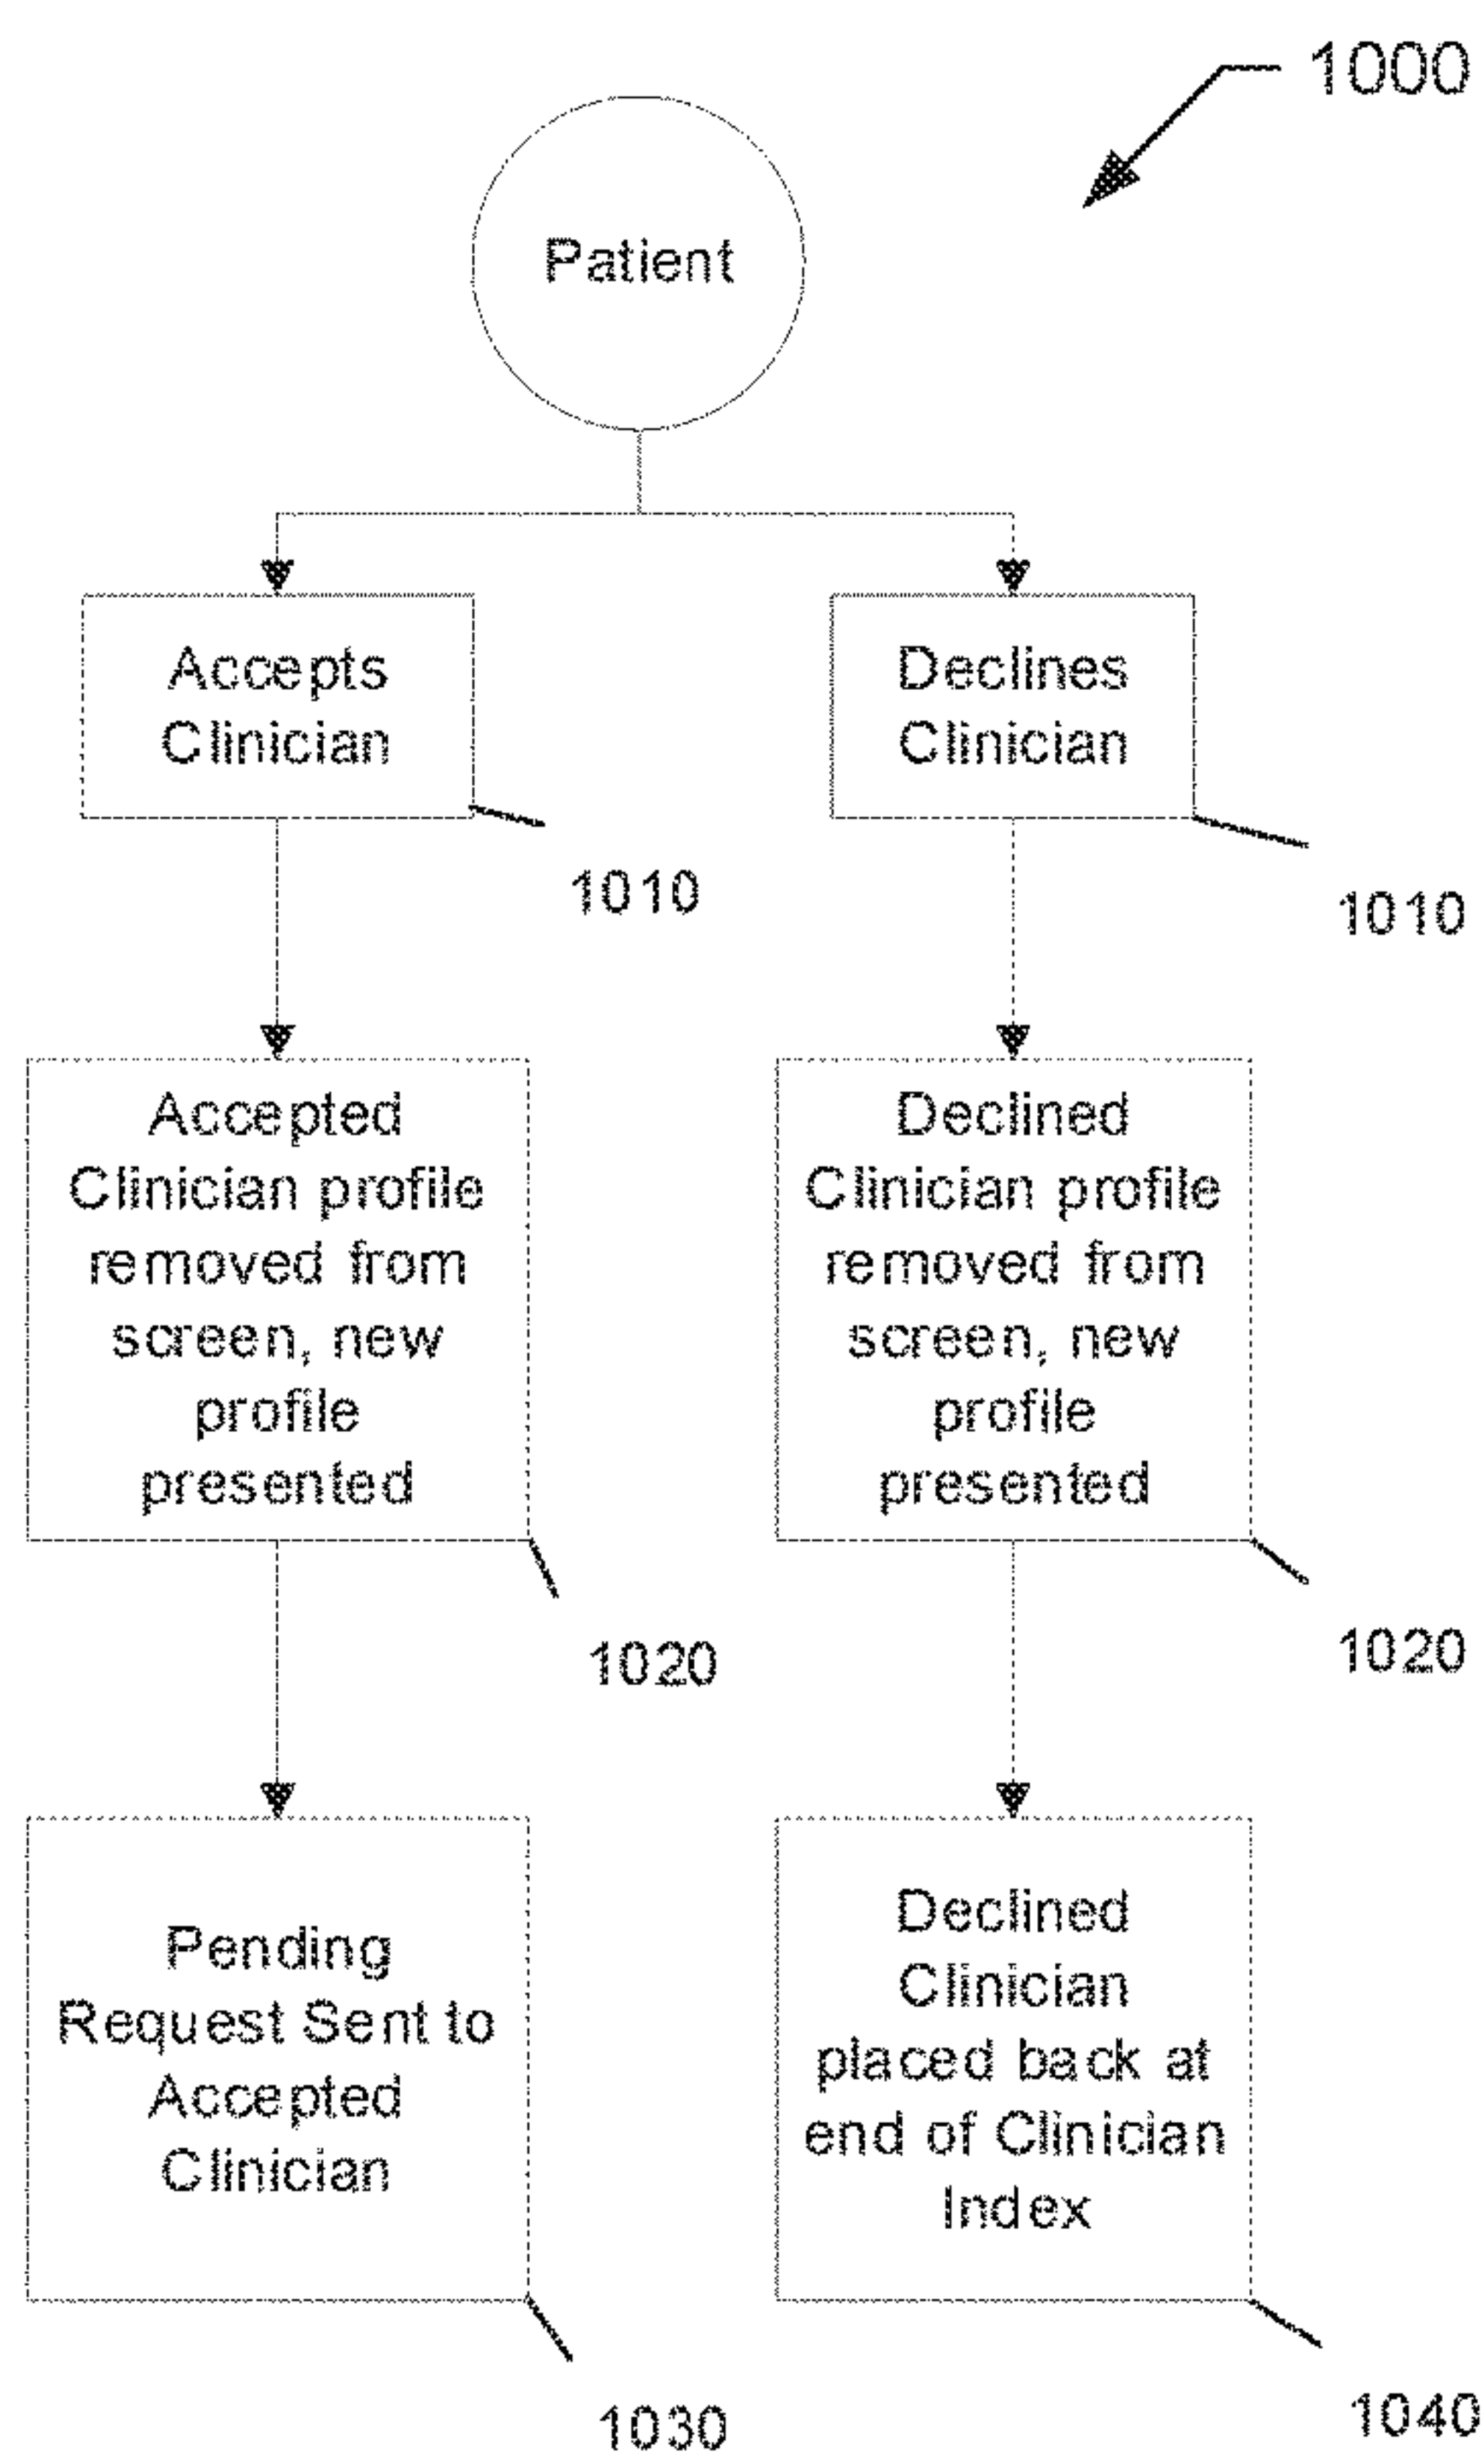 1000
Patient
Accepts
Clinician
1010
Declines
Clinician
1010
Accepted
Clinician profile
removed from
screen, new
profile
presented
1020
Declined
Clinician profile
removed from
screen, new
profile
presented
1020
Pending
Request Sent to
Accepted
Clinician
1030
Declined
Clinician
placed back at
end of Clinician
Index
1040